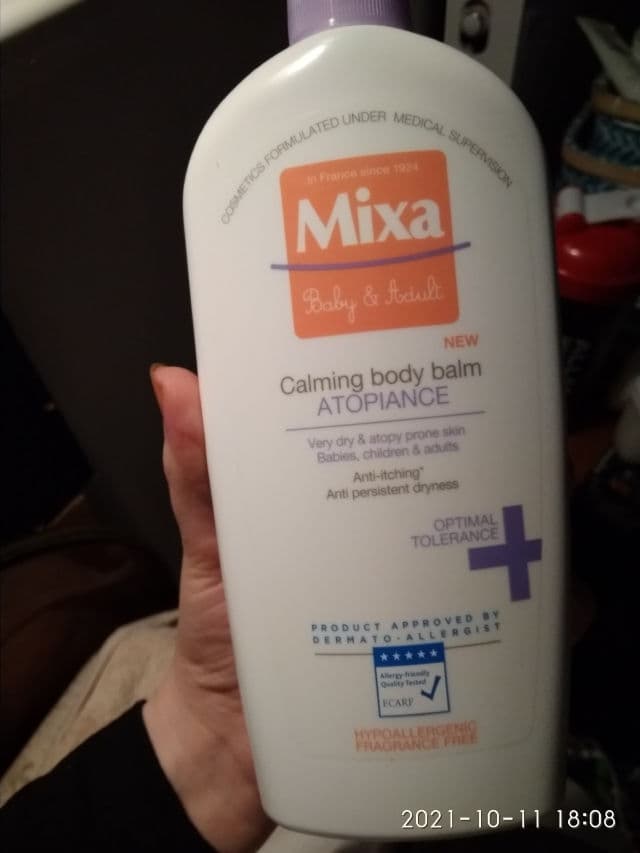 COSMETICS FORMULATED UNDER MEDICAL SUPERVISION
In France since 1924
Mixa
Baby & Adult
NEW
Calming body balm
ATOPIANCE
Very dry & atopy prone skin
Babies, children & adults
Anti-itching*
Anti persistent dryness
OPTIMAL
TOLERANCE
PRODUCT APPROVED BY
DERMATO-ALLERGIST
Allergy-friendly
Quality Tested
ECARF
HYPOALLERGENIC
FRAGRANCE FREE
2021-10-11 18:08